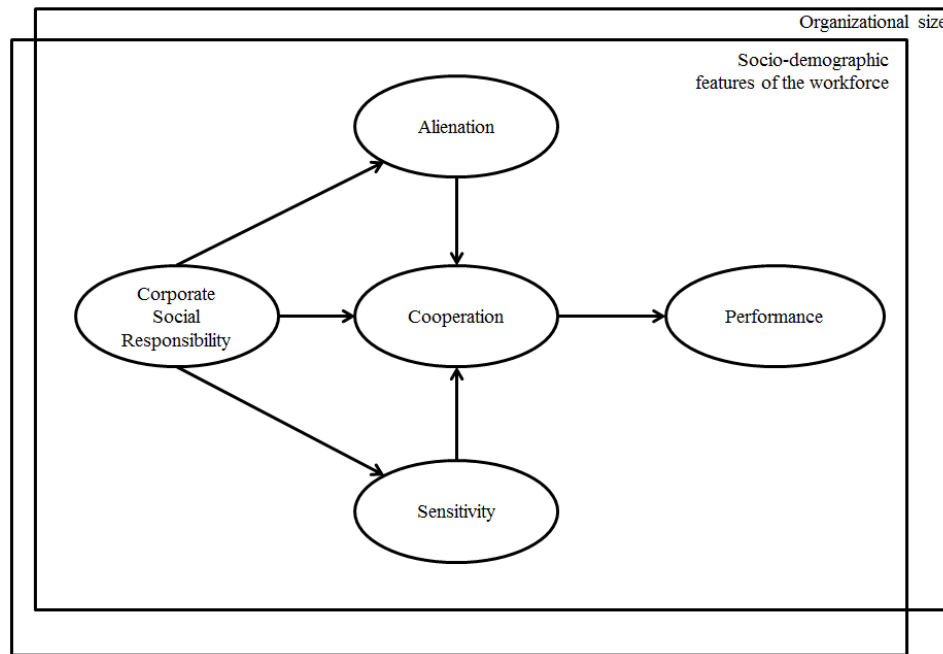 Organizational size
Socio-demographic
features of the workforce
Alienation
Corporate
Social
Responsibility
Cooperation
Performance
Sensitivity